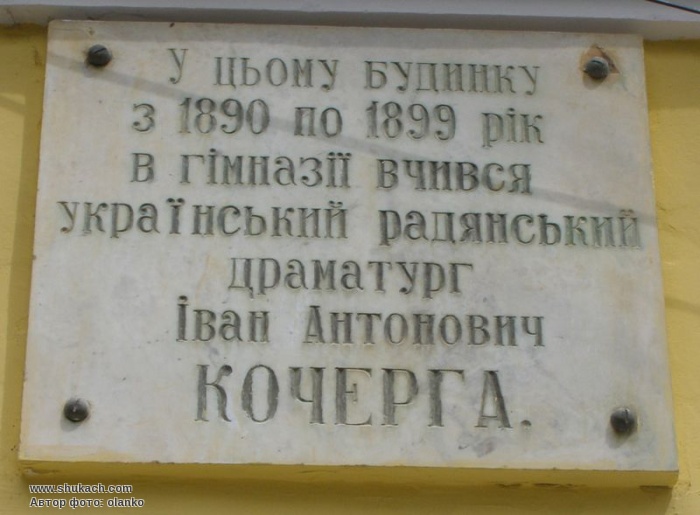 У цьому будинку
з 1890 по 1899 рік
в гімназії вчився
український радянський
драматург
Іван Антонович
КОЧЕРГА.
www.shukach.com
Автор фото: olanko